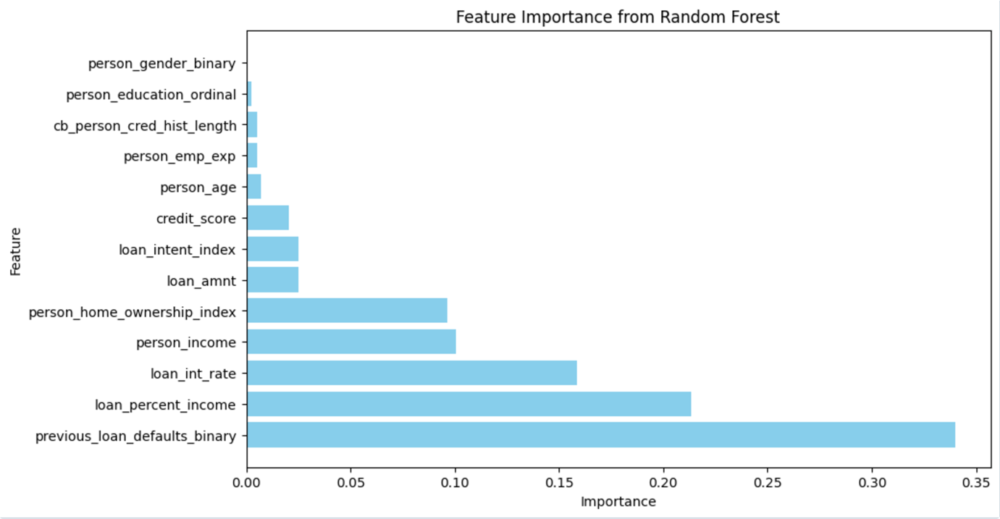 Feature Importance from Random Forest
person_gender_binary
person_education_ordinal
cb_person_cred_hist_length
person_emp_exp
person_age
credit_score
loan_intent_index
loan_amnt
person_home_ownership_index
person_income
loan_int_rate
loan_percent_income
previous_loan_defaults_binary
Feature
0.00 0.05 0.10 0.15 0.20 0.25 0.30 0.35
Importance